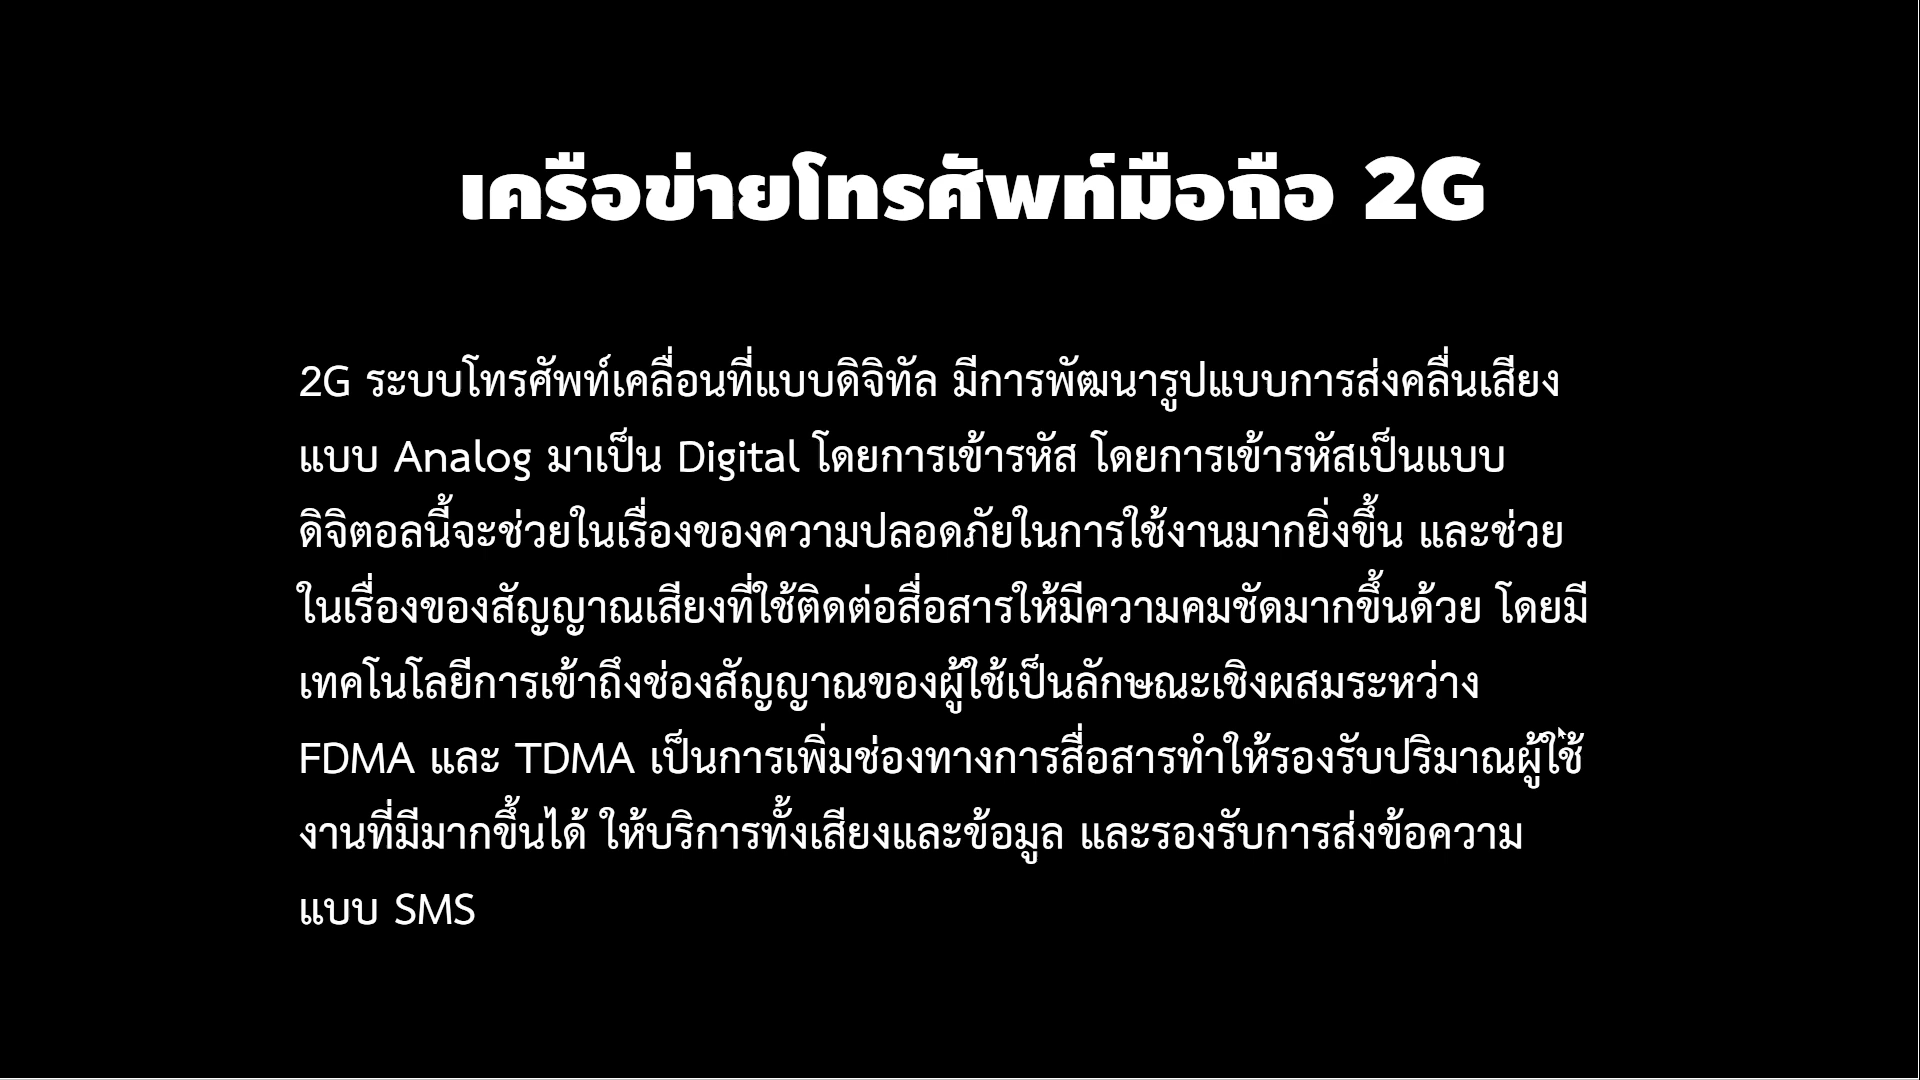 เครือข่ายโทรศัพท์มือถือ 2G
2G ระบบโทรศัพท์เคลื่อนที่แบบดิจิทัล มีการพัฒนารูปแบบการส่งคลื่นเสียง
แบบ Analog มาเป็น Digital โดยการเข้ารหัส โดยการเข้ารหัสเป็นแบบ
ดิจิตอลนี้จะช่วยในเรื่องของความปลอดภัยในการใช้งานมากยิ่งขึ้น และช่วย
ในเรื่องของสัญญาณเสียงที่ใช้ติดต่อสื่อสารให้มีความคมชัดมากขึ้นด้วย โดยมี
เทคโนโลยีการเข้าถึงช่องสัญญาณของผู้ใช้เป็นลักษณะเชิงผสมระหว่าง
FDMA และ TDMA เป็นการเพิ่มช่องทางการสื่อสารทำให้รองรับปริมาณผู้ใช้
งานที่มีมากขึ้นได้ ให้บริการทั้งเสียงและข้อมูล และรองรับการส่งข้อความ
แบบ SMS